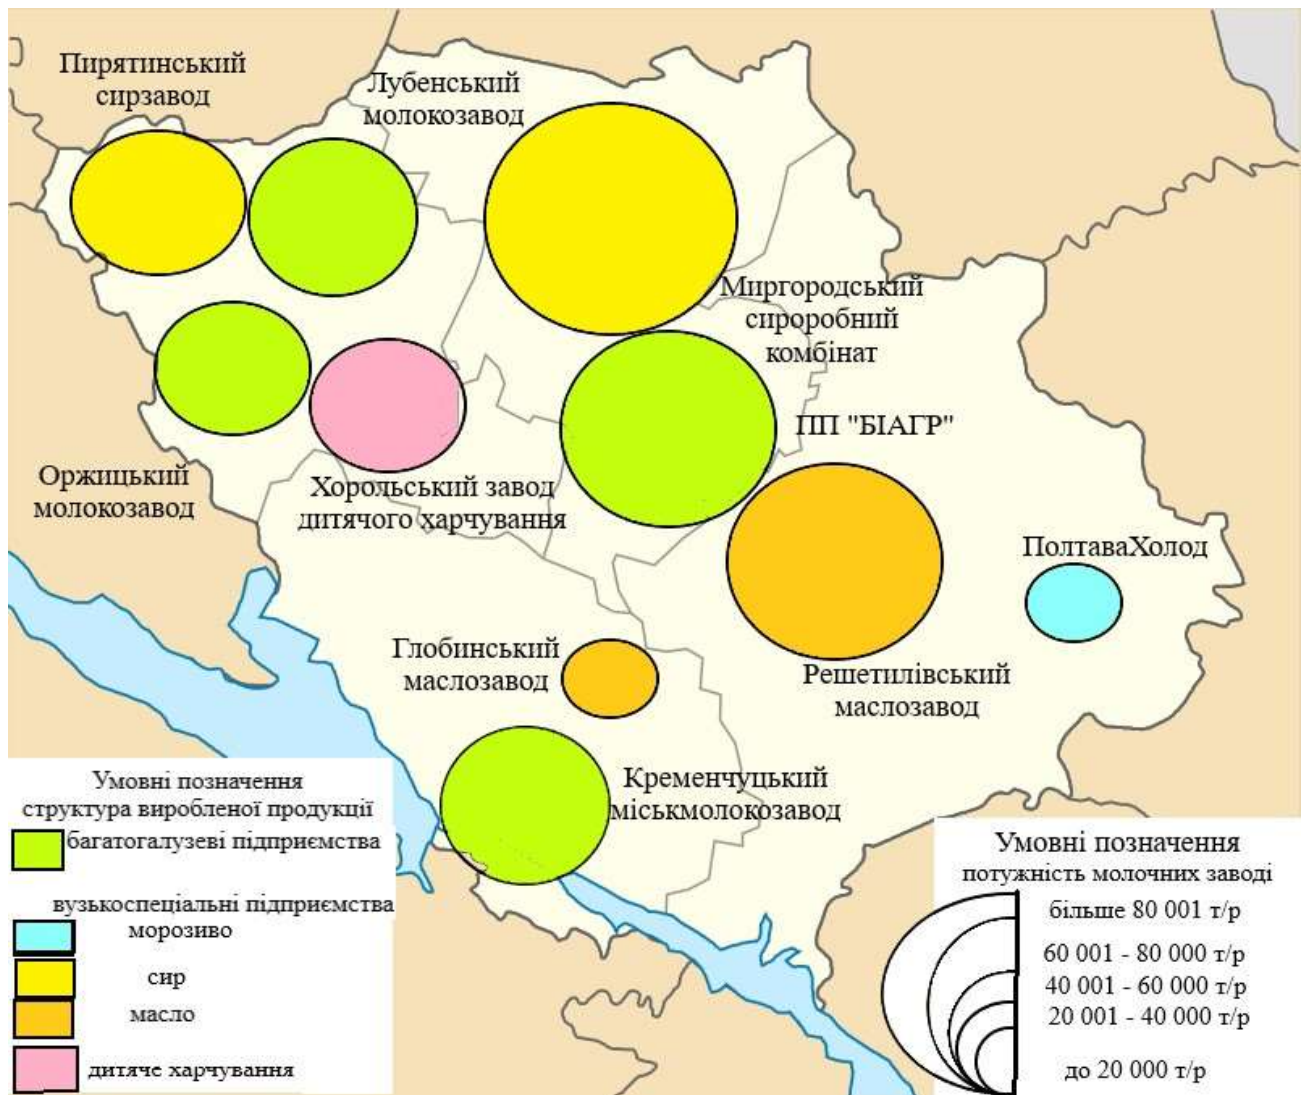 Пирятинський
сирзавод
Лубенський
молокозавод
Миргородський
сироробний
комбінат
ПП "БІАГР"
Оржицький
молокозавод
Хорольський завод
дитячого харчування
ПолтаваХолод
Глобинський
маслозавод
Решетилівський
маслозавод
Кременчуцький
міськмолокозавод
Умовні позначення
структура виробленої продукції
багатогалузеві підприємства
вузькоспеціальні підприємства
морозиво
сир
масло
дитяче харчування
Умовні позначення
потужність молочних заводі
більше 80 001 т/р
60 001 - 80 000 т/р
40 001 - 60 000 т/р
20 001 - 40 000 т/р
до 20 000 т/р